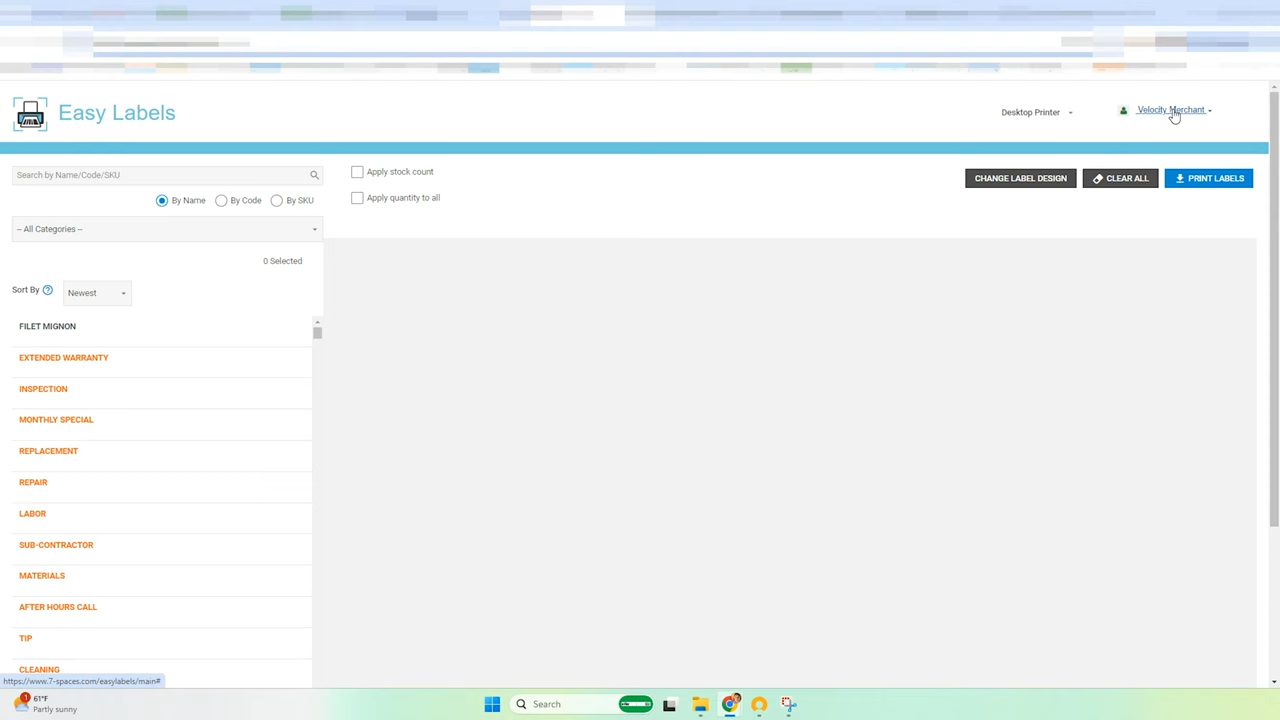 Easy Labels
Desktop Printer
Velocity Merchant
Search by Name/Code/SKU
By Name
By Code
By SKU
-- All Categories --
0 Selected
Sort By
Newest
Apply stock count
Apply quantity to all
CHANGE LABEL DESIGN
CLEAR ALL
PRINT LABELS
FILET MIGNON
EXTENDED WARRANTY
INSPECTION
MONTHLY SPECIAL
REPLACEMENT
REPAIR
LABOR
SUB-CONTRACTOR
MATERIALS
AFTER HOURS CALL
TIP
CLEANING
https://www.7-spaces.com/easylabels/main#
1
61°F
Partly sunny
Search